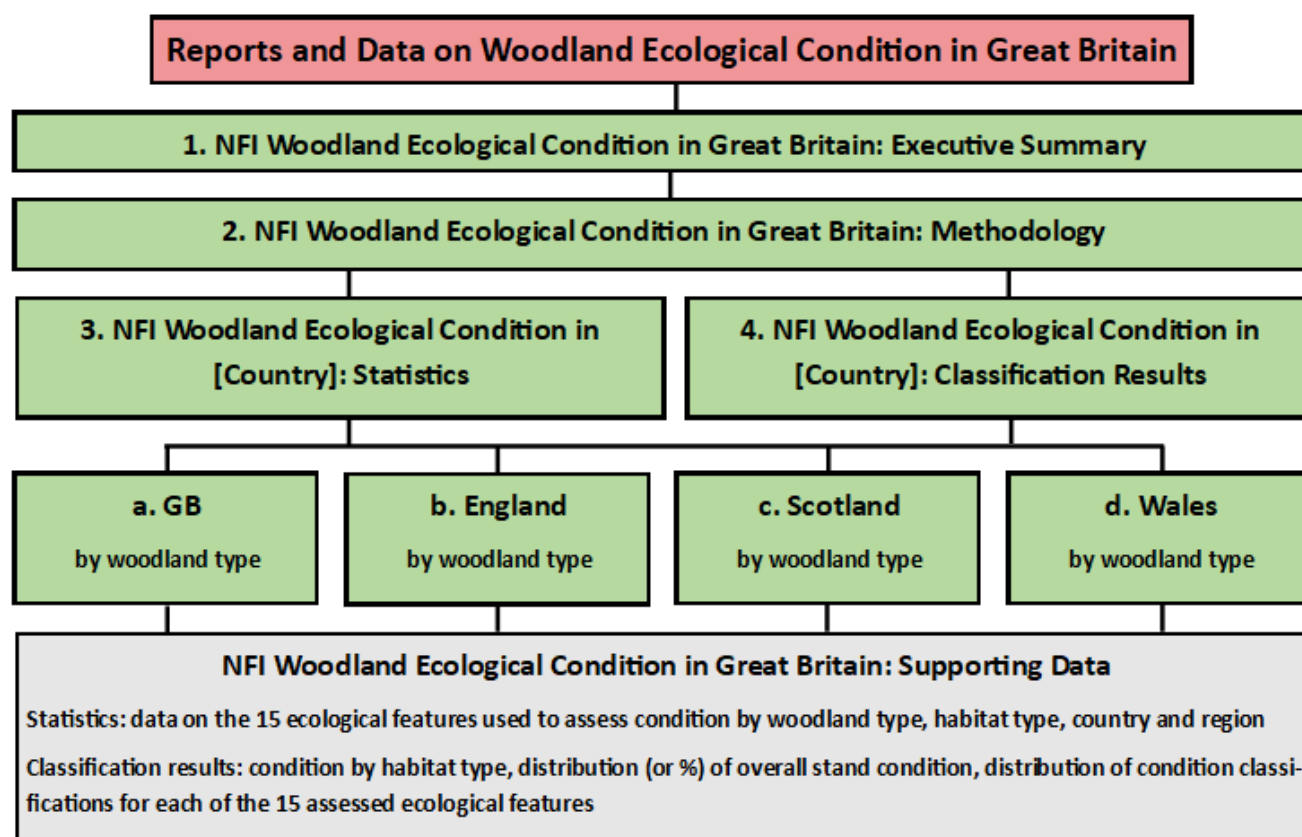 Reports and Data on Woodland Ecological Condition in Great Britain
1. NFI Woodland Ecological Condition in Great Britain: Executive Summary
2. NFI Woodland Ecological Condition in Great Britain: Methodology
3. NFI Woodland Ecological Condition in
[Country]: Statistics
4. NFI Woodland Ecological Condition in
[Country]: Classification Results
a. GB
by woodland type
b. England
by woodland type
c. Scotland
by woodland type
d. Wales
by woodland type
NFI Woodland Ecological Condition in Great Britain: Supporting Data
Statistics: data on the 15 ecological features used to assess condition by woodland type, habitat type, country and region
Classification results: condition by habitat type, distribution (or %) of overall stand condition, distribution of condition classi-
fications for each of the 15 assessed ecological features